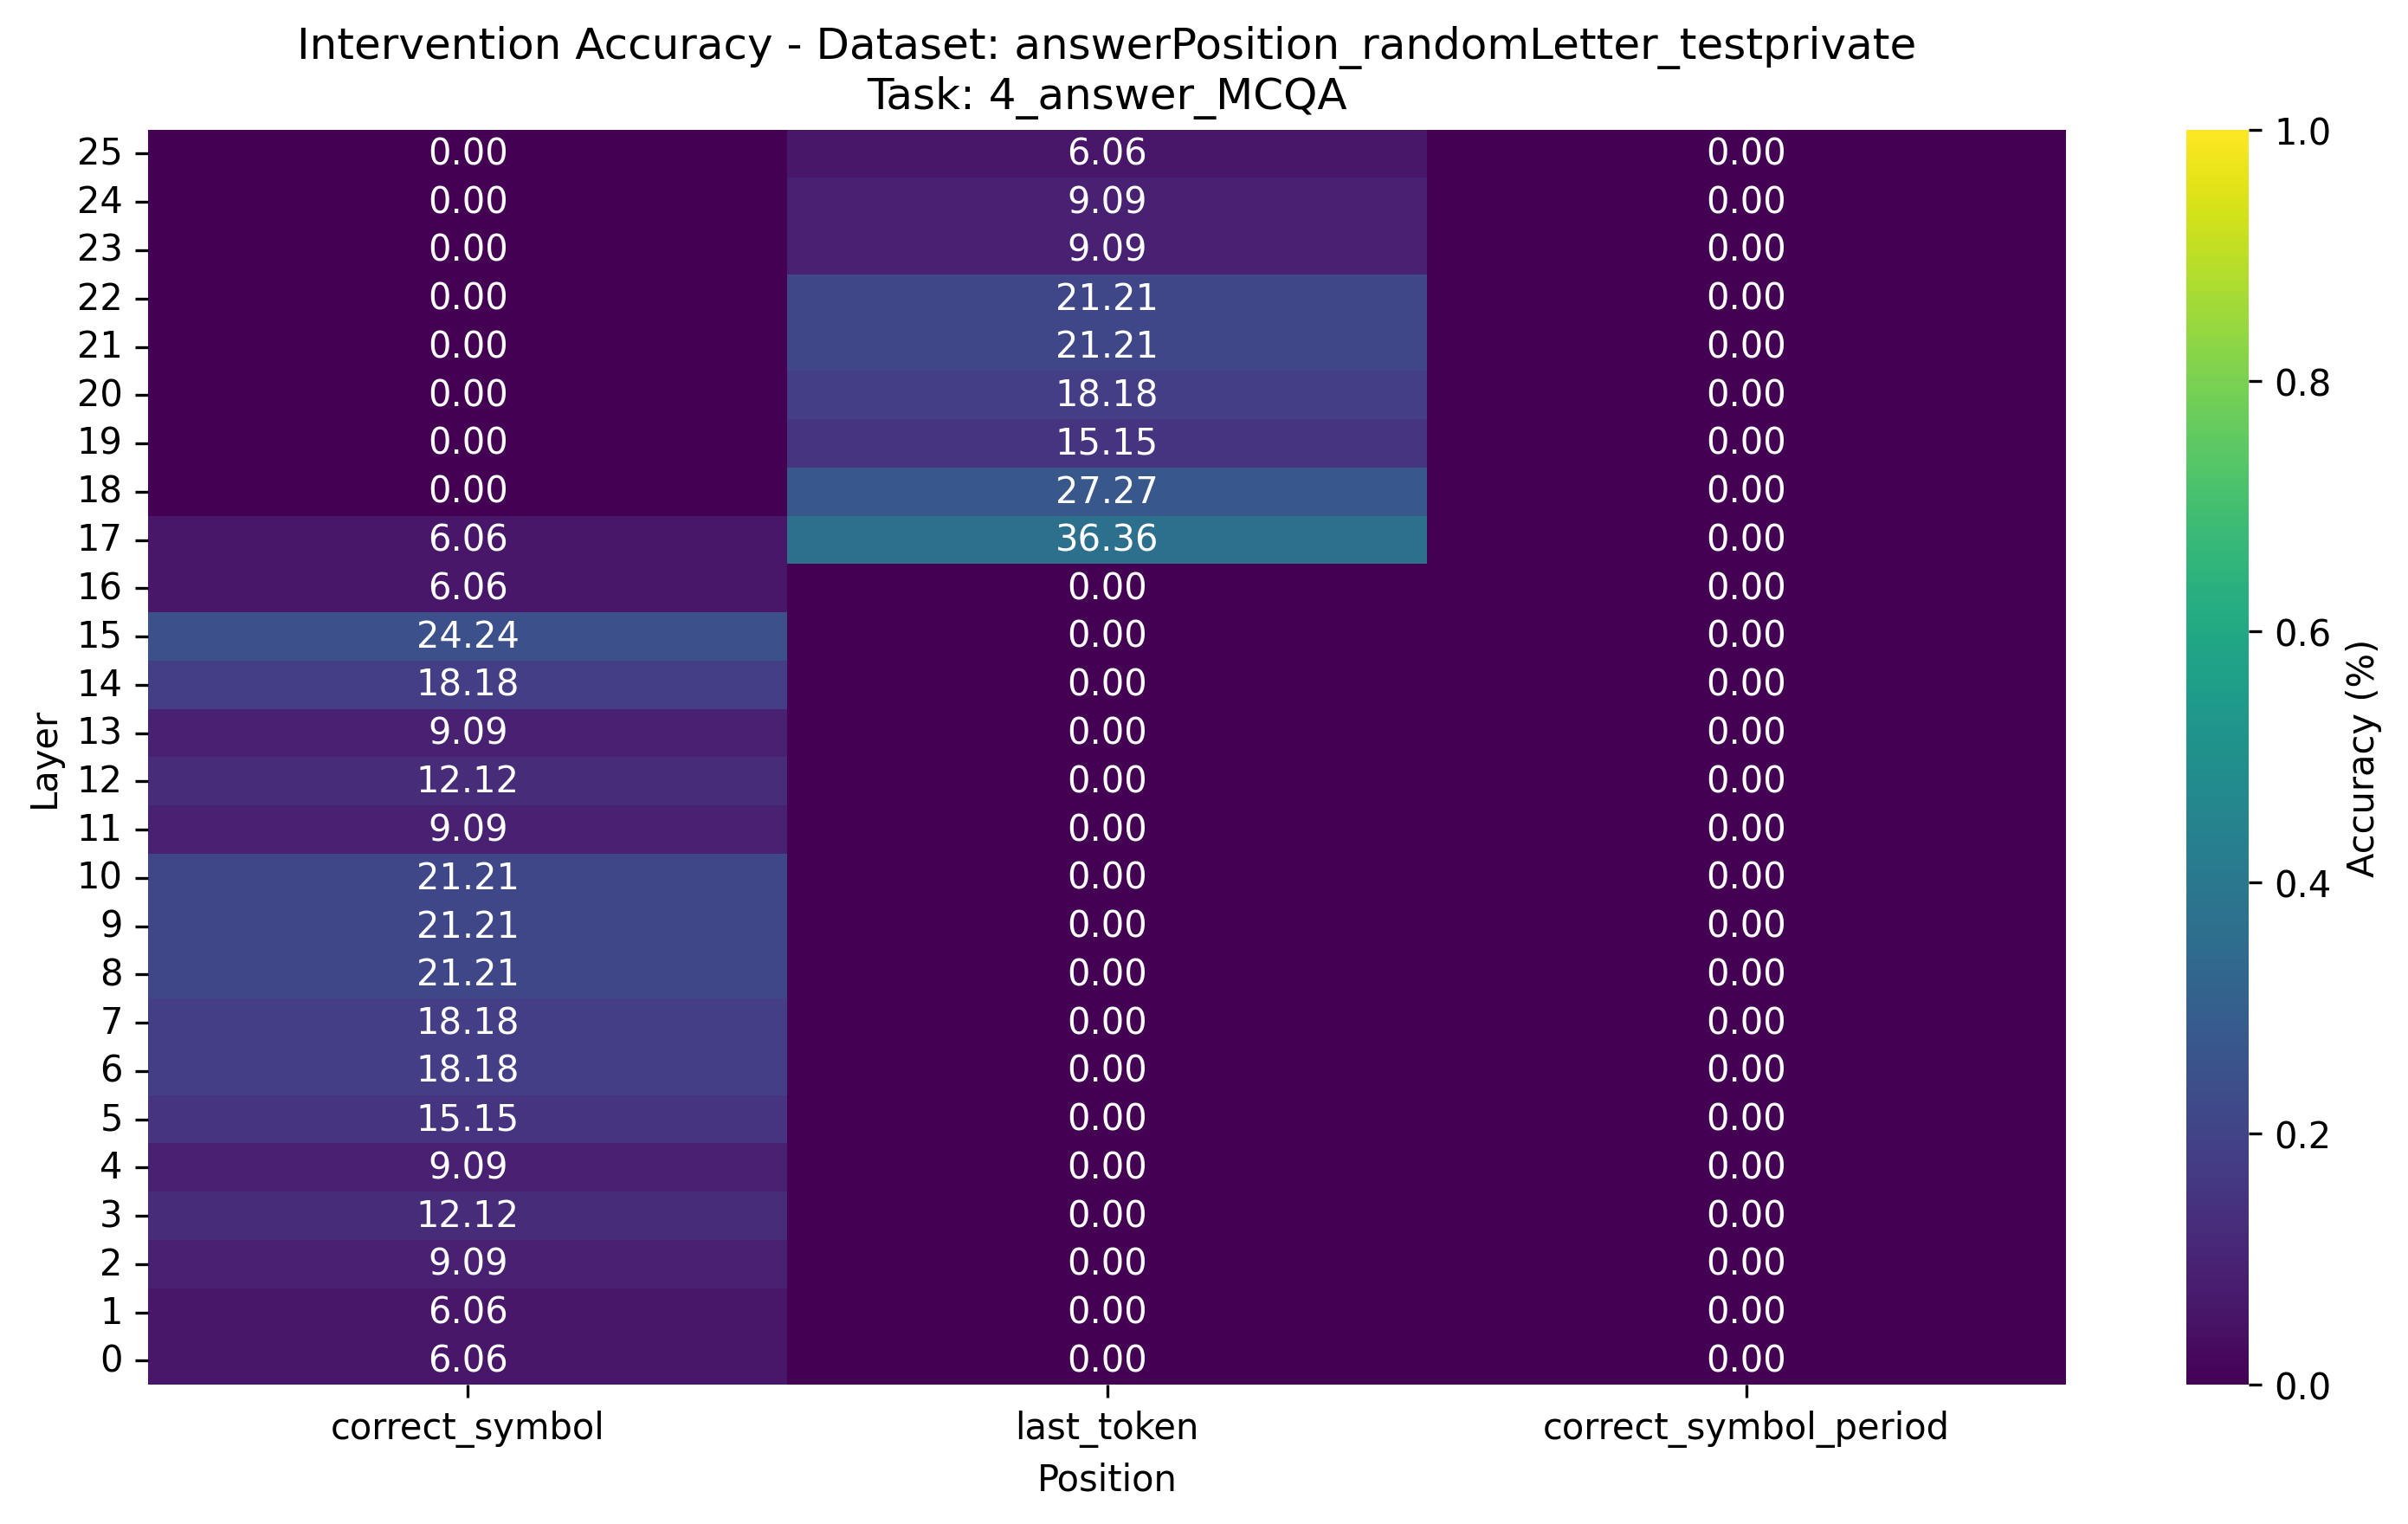 Intervention Accuracy - Dataset: answerPosition_randomLetter_testprivate
Task: 4_answer_MCQA
25 0.00 6.06 0.00
24 0.00 9.09 0.00
23 0.00 9.09 0.00
22 0.00 21.21 0.00
21 0.00 21.21 0.00
20 0.00 18.18 0.00
19 0.00 15.15 0.00
18 0.00 27.27 0.00
17 6.06 36.36 0.00
16 6.06 0.00 0.00
15 24.24 0.00 0.00
14 18.18 0.00 0.00
13 9.09 0.00 0.00
12 12.12 0.00 0.00
11 9.09 0.00 0.00
10 21.21 0.00 0.00
9 21.21 0.00 0.00
8 21.21 0.00 0.00
7 18.18 0.00 0.00
6 18.18 0.00 0.00
5 15.15 0.00 0.00
4 9.09 0.00 0.00
3 12.12 0.00 0.00
2 9.09 0.00 0.00
1 6.06 0.00 0.00
0 6.06 0.00 0.00
correct_symbol last_token correct_symbol_period
Position
Layer
1.0
0.8
0.6
0.4
0.2
0.0
Accuracy (%)